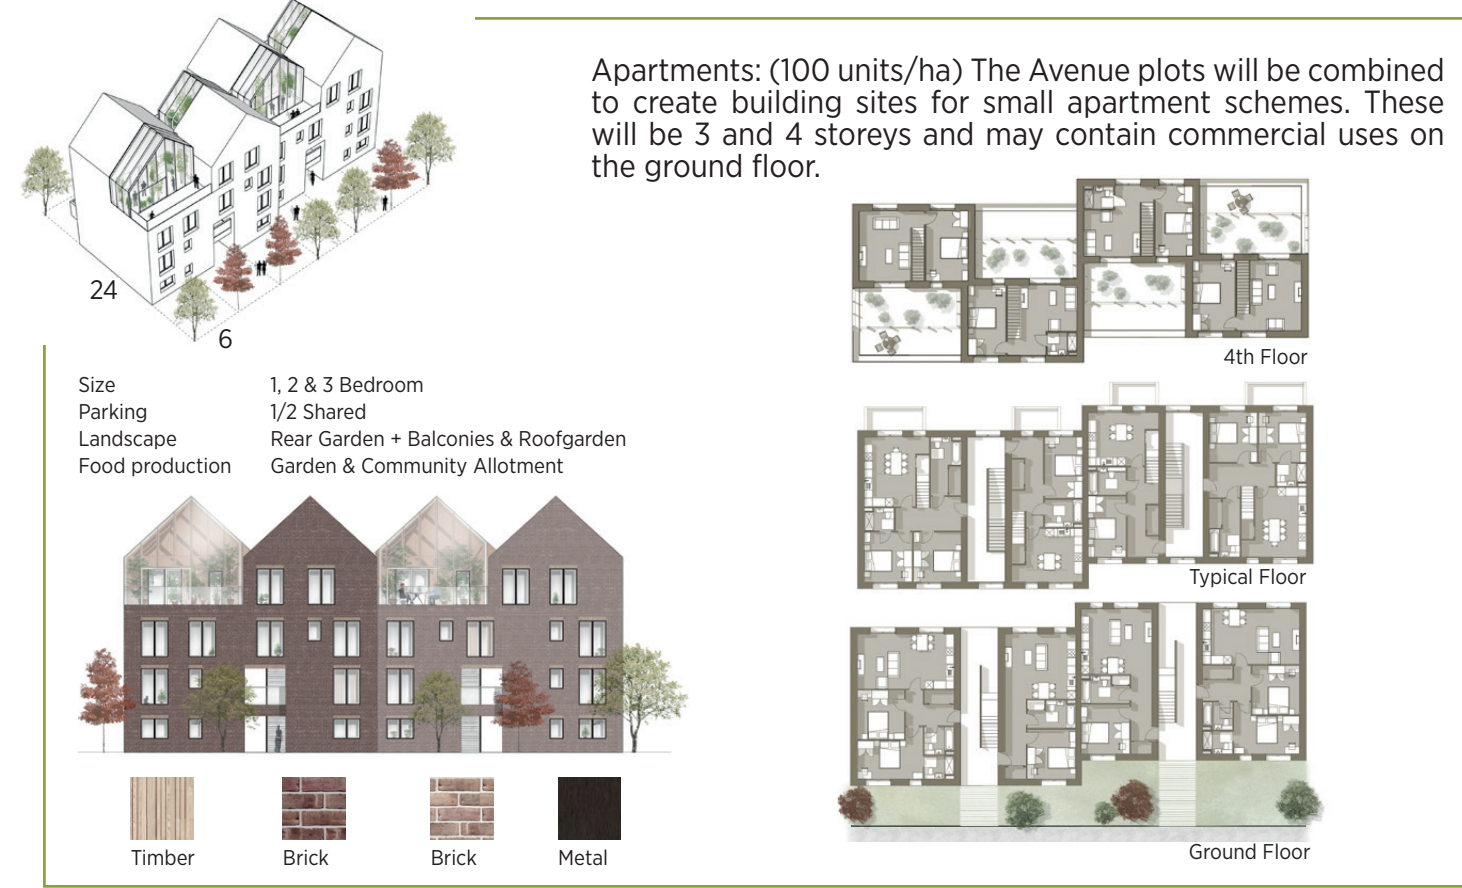 Apartments: (100 units/ha) The Avenue plots will be combined
to create building sites for small apartment schemes. These
will be 3 and 4 storeys and may contain commercial uses on
the ground floor.
24
6
4th Floor
Size 1, 2 & 3 Bedroom
Parking 1/2 Shared
Landscape Rear Garden + Balconies & Roofgarden
Food production Garden & Community Allotment
Typical Floor
Timber Brick Brick Metal
Ground Floor